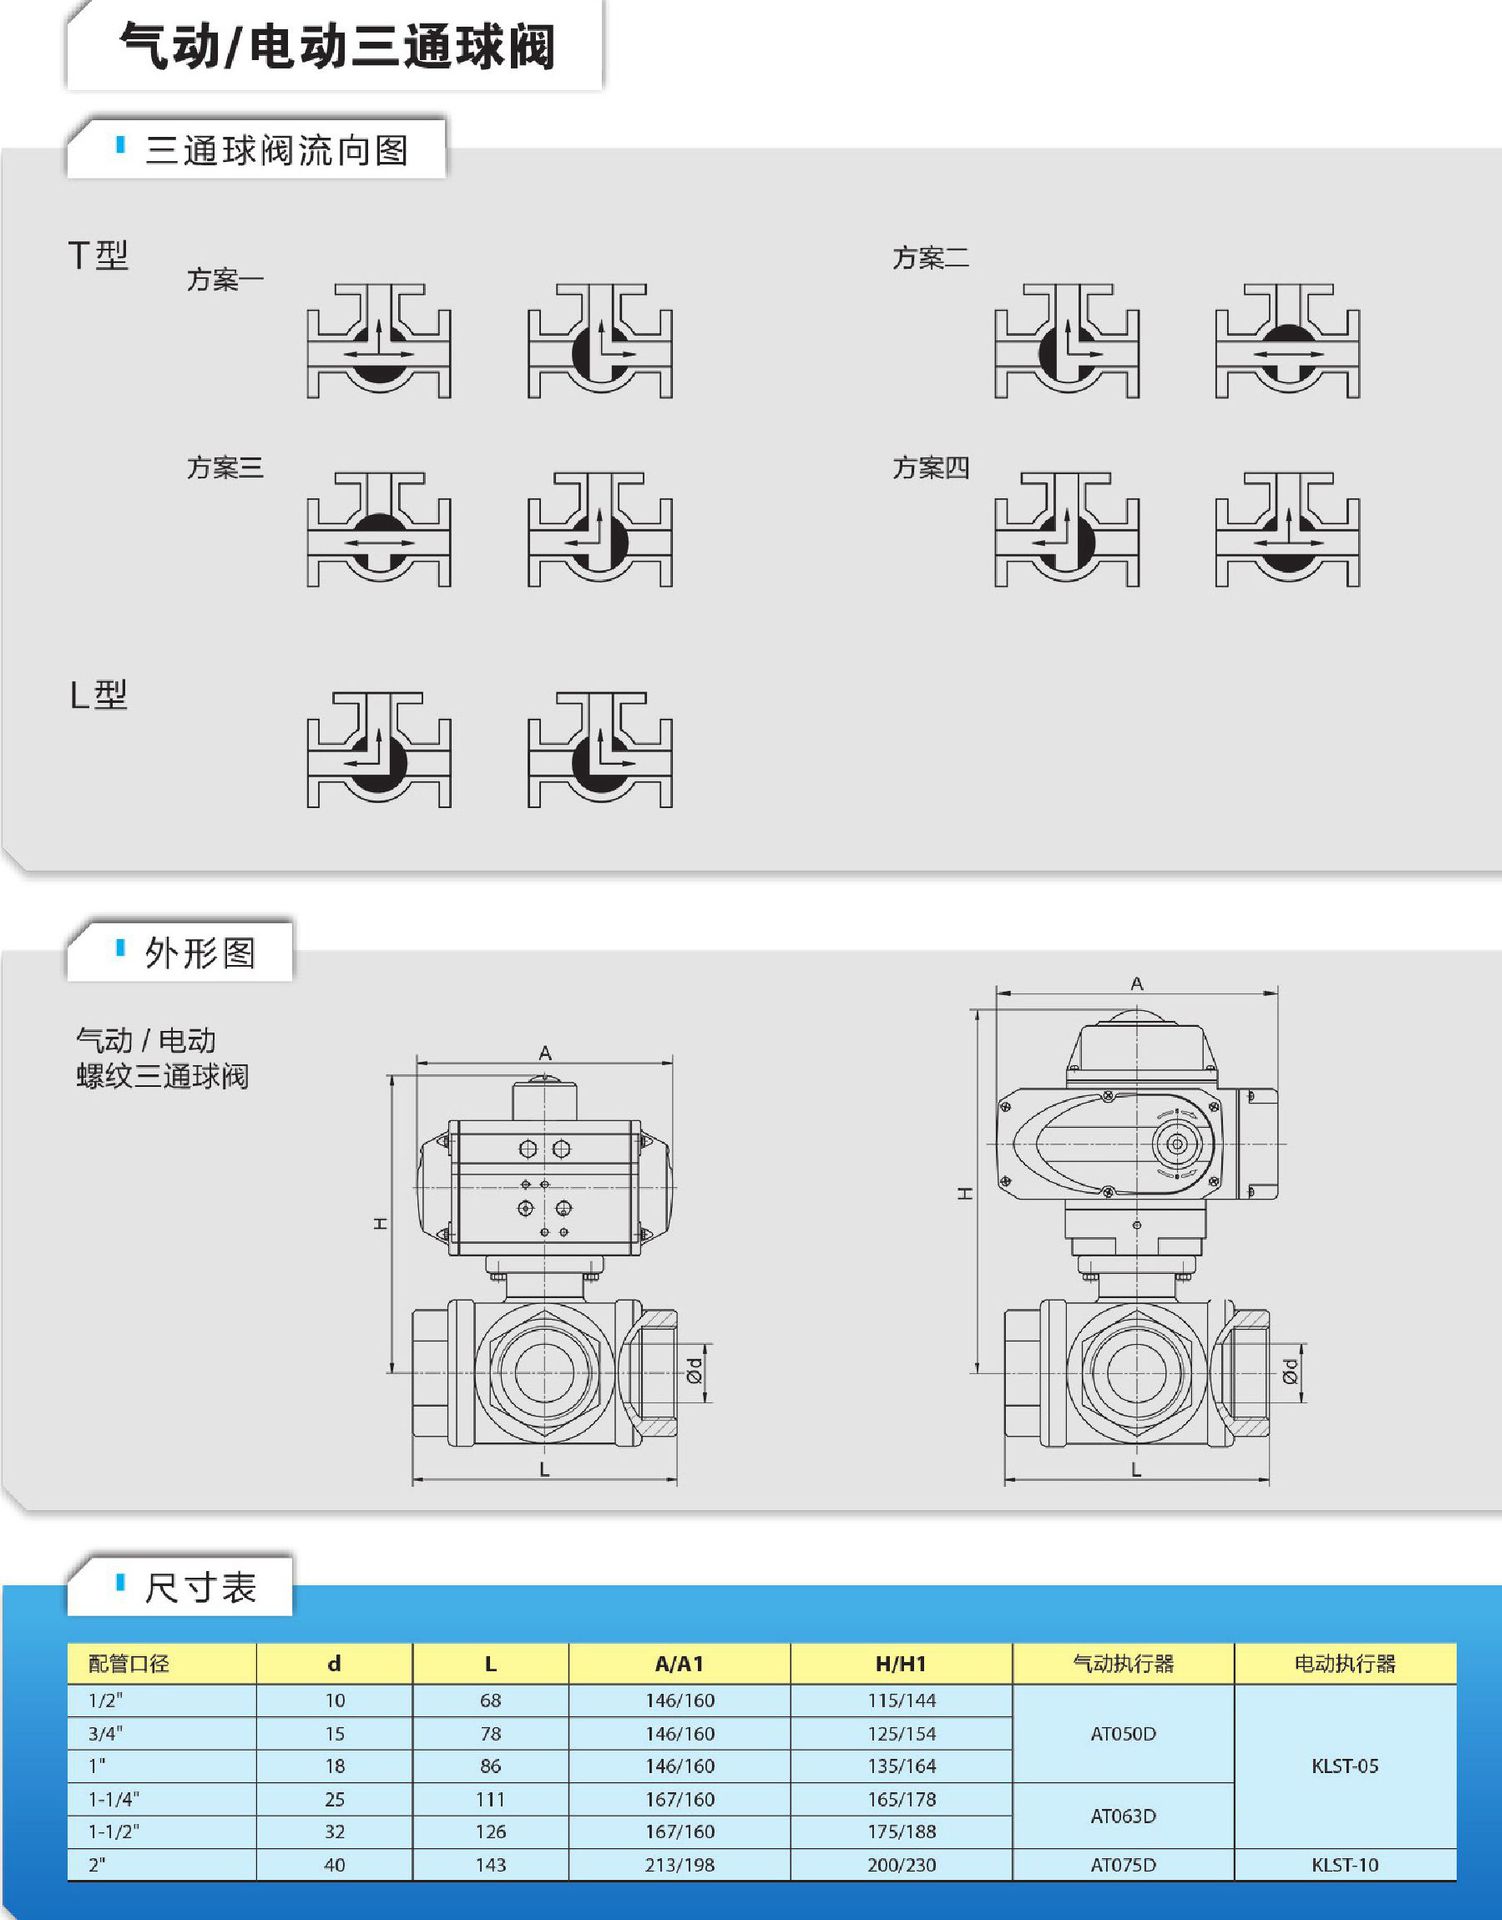 气动/电动三通球阀
三通球阀流向图
T型
方案一
方案二
方案三
方案四
L型
外形图
气动 / 电动
螺纹三通球阀
A
H
Ød
L
A
H
Ød
L
尺寸表
配管口径 d L A/A1 H/H1 气动执行器 电动执行器
1/2" 10 68 146/160 115/144
3/4" 15 78 146/160 125/154 AT050D
1" 18 86 146/160 135/164 KLST-05
1-1/4" 25 111 167/160 165/178
AT063D
1-1/2" 32 126 167/160 175/188
2" 40 143 213/198 200/230 AT075D KLST-10